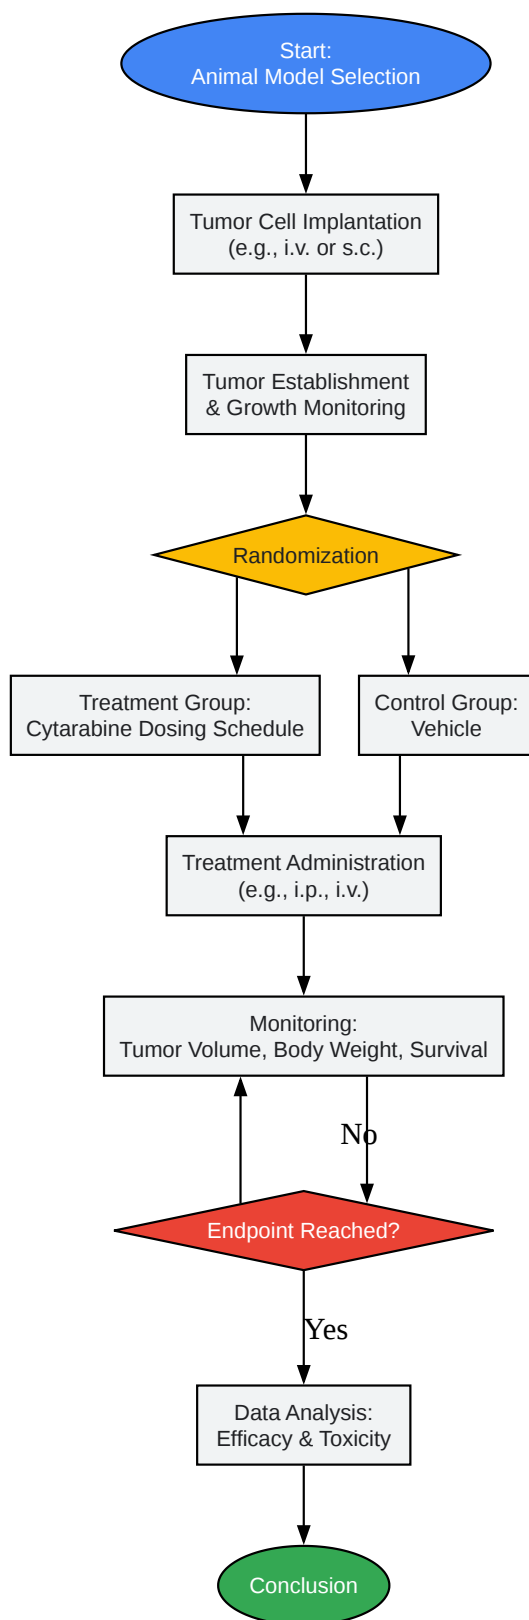 Start:
Animal Model Selection
Tumor Cell Implantation
(e.g., i.v. or s.c.)
Tumor Establishment
& Growth Monitoring
Randomization
Treatment Group:
Cytarabine Dosing Schedule
Control Group:
Vehicle
Treatment Administration
(e.g., i.p., i.v.)
Monitoring:
Tumor Volume, Body Weight, Survival
No
Endpoint Reached?
Yes
Data Analysis:
Efficacy & Toxicity
Conclusion